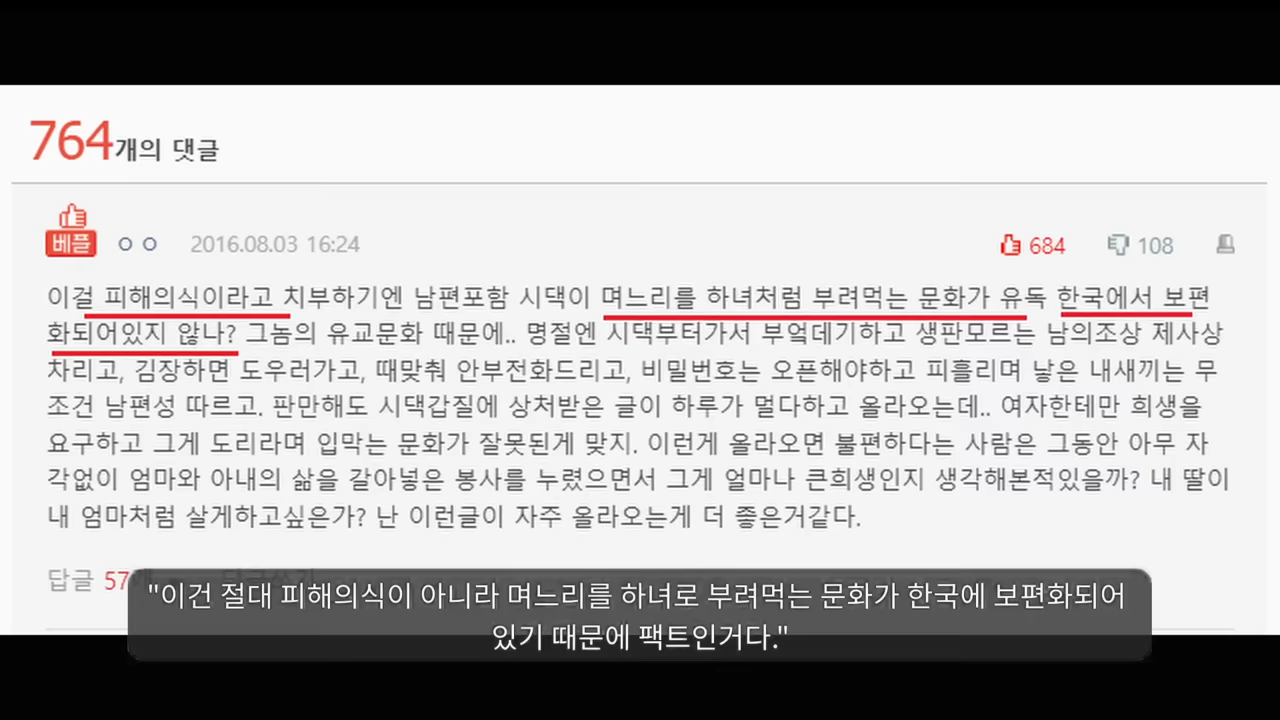 764개의 댓글
베플 ㅇㅇ 2016.08.03 16:24 684 108
이걸 피해의식이라고 치부하기엔 남편포함 시댁이 며느리를 하녀처럼 부려먹는 문화가 유독 한국에서 보편
화되어있지 않나? 그놈의 유교문화 때문에.. 명절엔 시댁부터가서 부엌데기하고 생판모르는 남의조상 제사상
차리고, 김장하면 도우러가고, 때맞춰 안부전화드리고, 비밀번호는 오픈해야하고 피흘리며 낳은 내새끼는 무
조건 남편성 따르고. 판만해도 시댁갑질에 상처받은 글이 하루가 멀다하고 올라오는데.. 여자한테만 희생을
요구하고 그게 도리라며 입막는 문화가 잘못된게 맞지. 이런게 올라오면 불편하다는 사람은 그동안 아무 자
각없이 엄마와 아내의 삶을 갈아넣은 봉사를 누렸으면서 그게 얼마나 큰희생인지 생각해본적있을까? 내 딸이
내 엄마처럼 살게하고싶은가? 난 이런글이 자주 올라오는게 더 좋은거같다.
답글 57
"이건 절대 피해의식이 아니라 며느리를 하녀로 부려먹는 문화가 한국에 보편화되어
있기 때문에 팩트인거다."